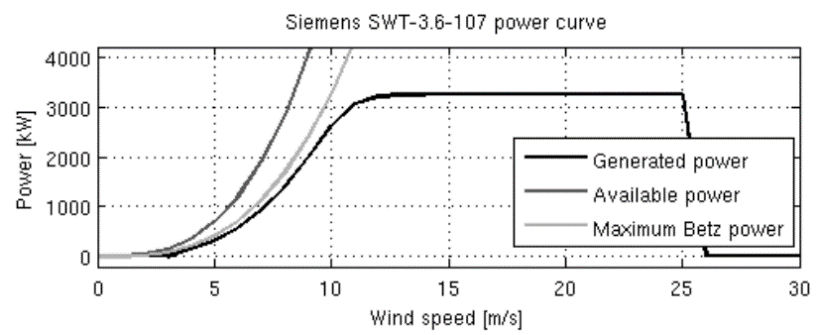 Siemens SWT-3.6-107 power curve
Power [kW]
4000
3000
2000
1000
0
Generated power
Available power
Maximum Betz power
0 5 10 15 20 25 30
Wind speed [m/s]